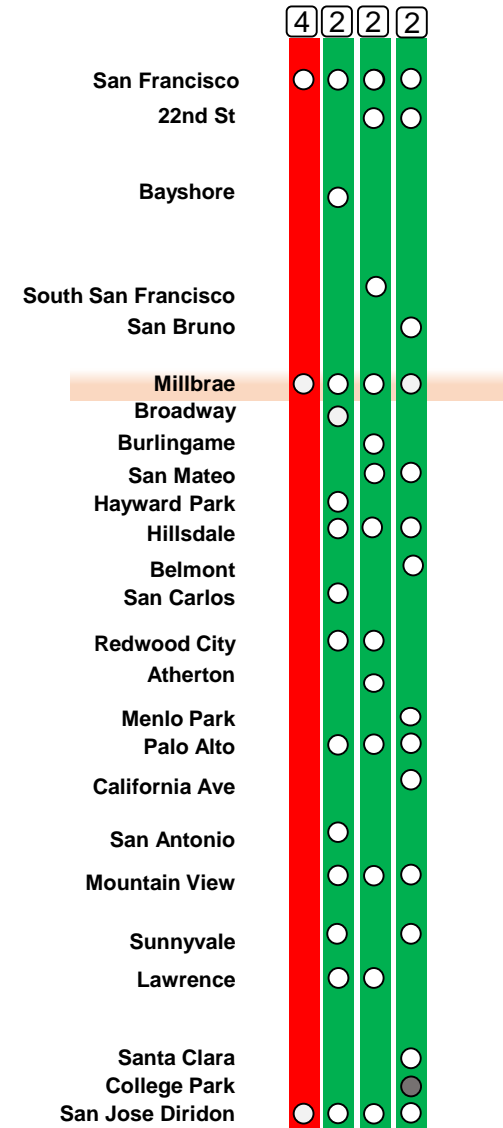 4 2 2 2
San Francisco
22nd St
Bayshore
South San Francisco
San Bruno
Millbrae
Broadway
Burlingame
San Mateo
Hayward Park
Hillsdale
Belmont
San Carlos
Redwood City
Atherton
Menlo Park
Palo Alto
California Ave
San Antonio
Mountain View
Sunnyvale
Lawrence
Santa Clara
College Park
San Jose Diridon